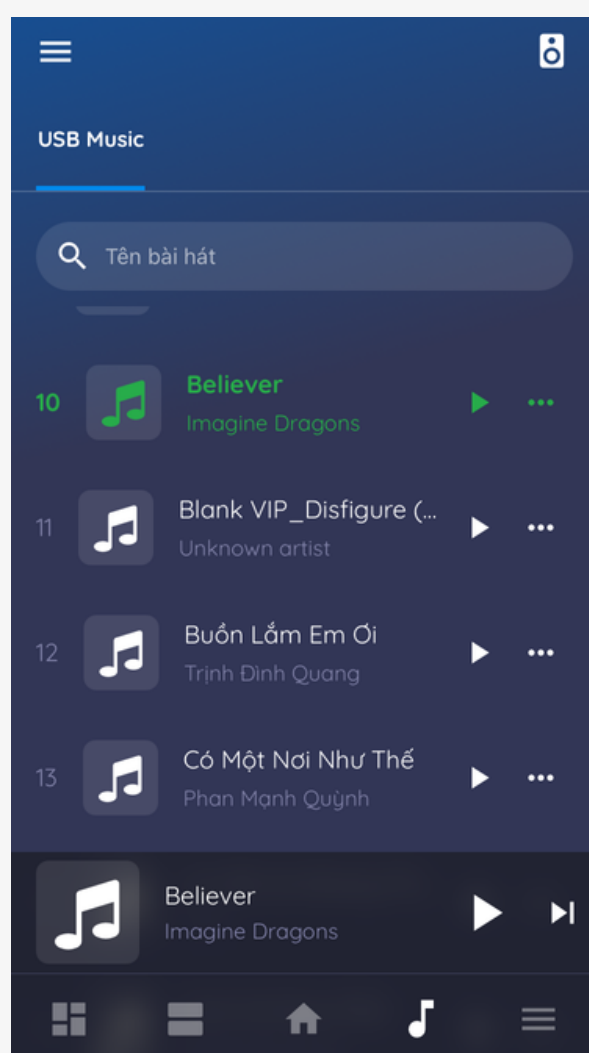 USB Music
Tên bài hát
10
Believer
Imagine Dragons
11
Blank VIP_Disfigure (...
Unknown artist
12
Buồn Lắm Em Ơi
Trịnh Đình Quang
13
Có Một Nơi Như Thế
Phan Mạnh Quỳnh
Believer
Imagine Dragons